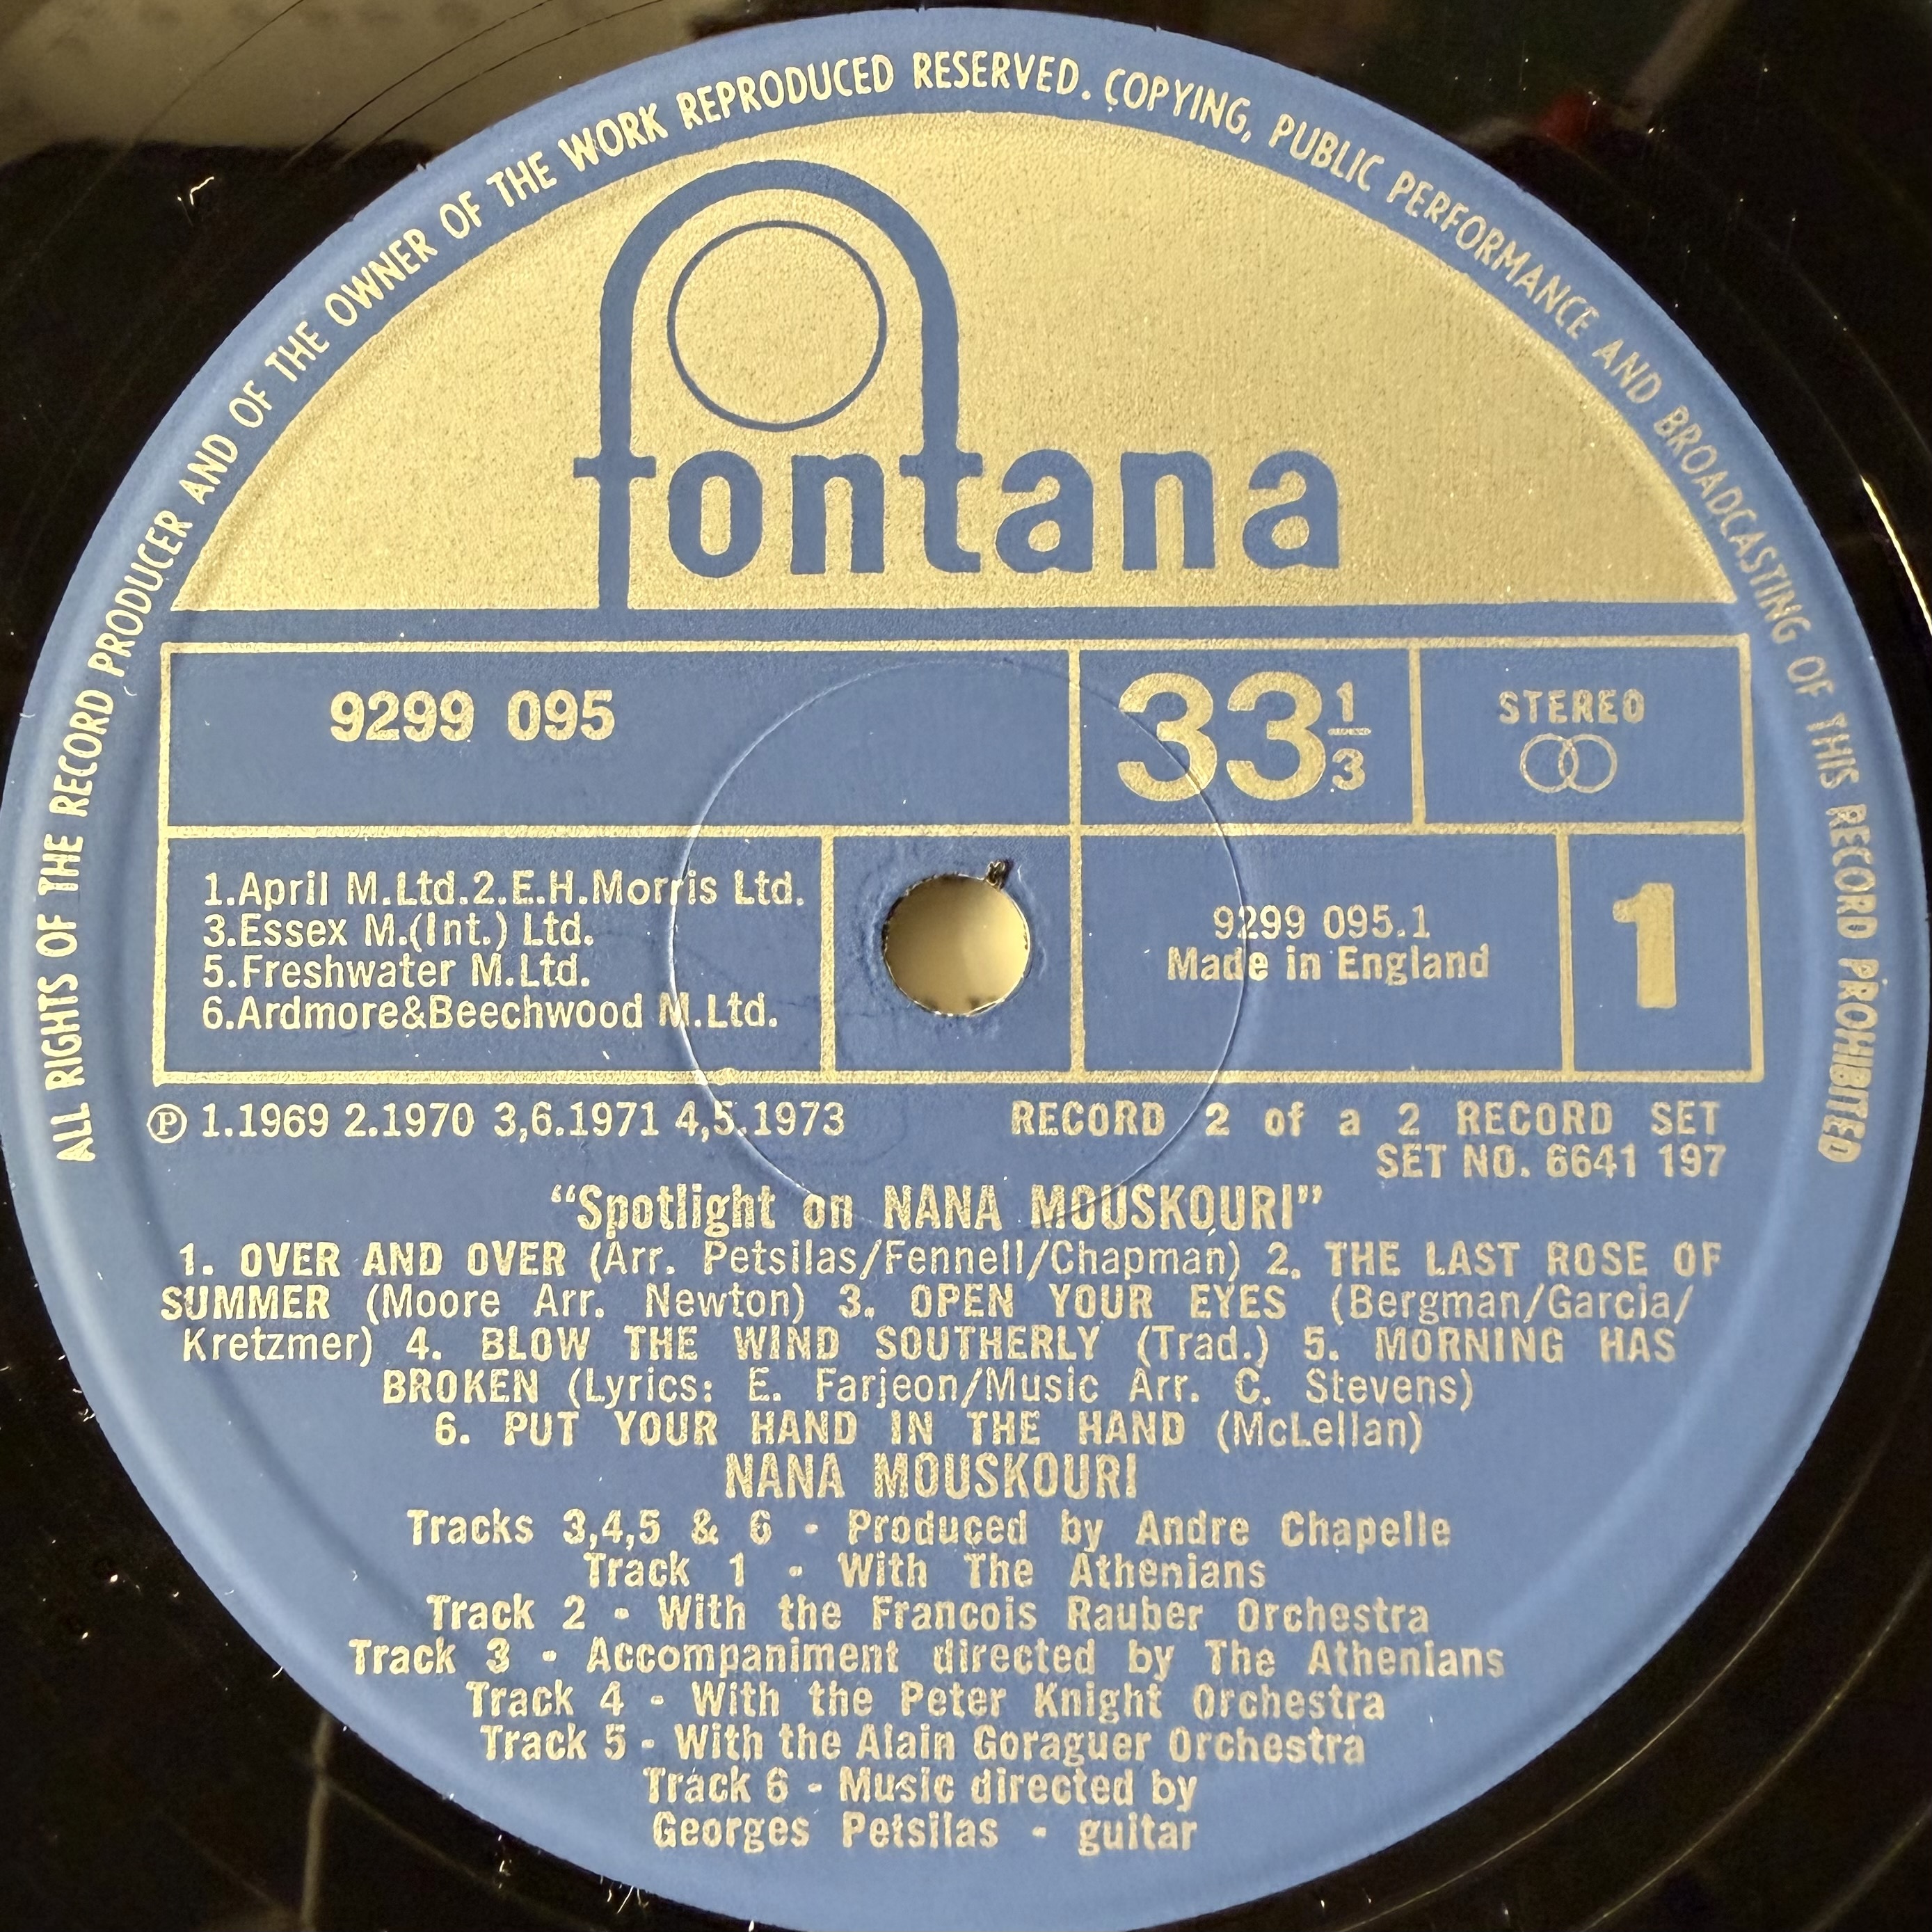 ALL RIGHTS OF THE RECORD PRODUCER AND OF THE OWNER OF THE WORK REPRODUCED RESERVED. COPYING, PUBLIC PERFORMANCE AND BROADCASTING OF THIS RECORD PROHIBITED
fontana
9299 095
33 1/3
STEREO
1.April M.Ltd.2.E.H.Morris Ltd.
3.Essex M.(Int.) Ltd.
5.Freshwater M.Ltd.
6.Ardmore&Beechwood M.Ltd.
9299 095.1
Made in England
1
Ⓟ 1.1969 2.1970 3,6.1971 4,5.1973
RECORD 2 of a 2 RECORD SET
SET NO. 6641 197
“Spotlight on NANA MOUSKOURI”
1. OVER AND OVER (Arr. Petsilas/Fennell/Chapman) 2. THE LAST ROSE OF
SUMMER (Moore Arr. Newton) 3. OPEN YOUR EYES (Bergman/Garcia/
Kretzmer) 4. BLOW THE WIND SOUTHERLY (Trad.) 5. MORNING HAS
BROKEN (Lyrics: E. Farjeon/Music Arr. C. Stevens)
6. PUT YOUR HAND IN THE HAND (McLellan)
NANA MOUSKOURI
Tracks 3,4,5 & 6 - Produced by Andre Chapelle
Track 1 - With The Athenians
Track 2 - With the Francois Rauber Orchestra
Track 3 - Accompaniment directed by The Athenians
Track 4 - With the Peter Knight Orchestra
Track 5 - With the Alain Goraguer Orchestra
Track 6 - Music directed by
Georges Petsilas - guitar